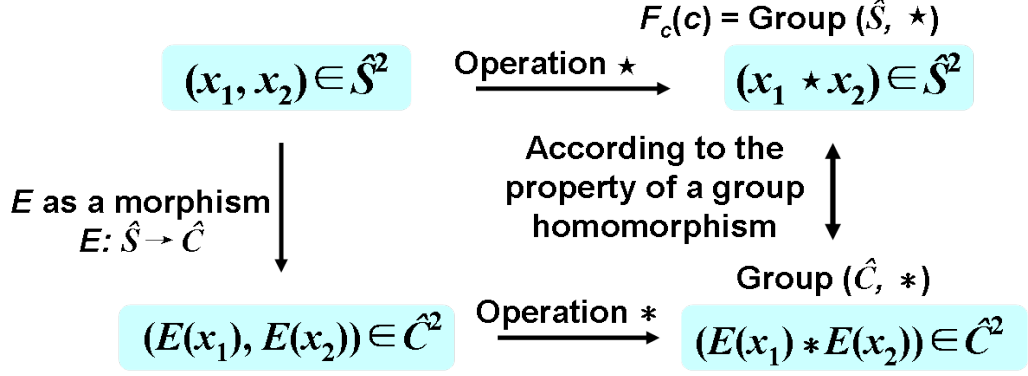 F_c(c) = Group (Ŝ, ⋆)
(x₁, x₂) ∈ Ŝ²
Operation ⋆
(x₁ ⋆ x₂) ∈ Ŝ²
E as a morphism
E: Ŝ → Ĉ
According to the
property of a group
homomorphism
Group (Ĉ, ∗)
(E(x₁), E(x₂)) ∈ Ĉ²
Operation ∗
(E(x₁) ∗ E(x₂)) ∈ Ĉ²